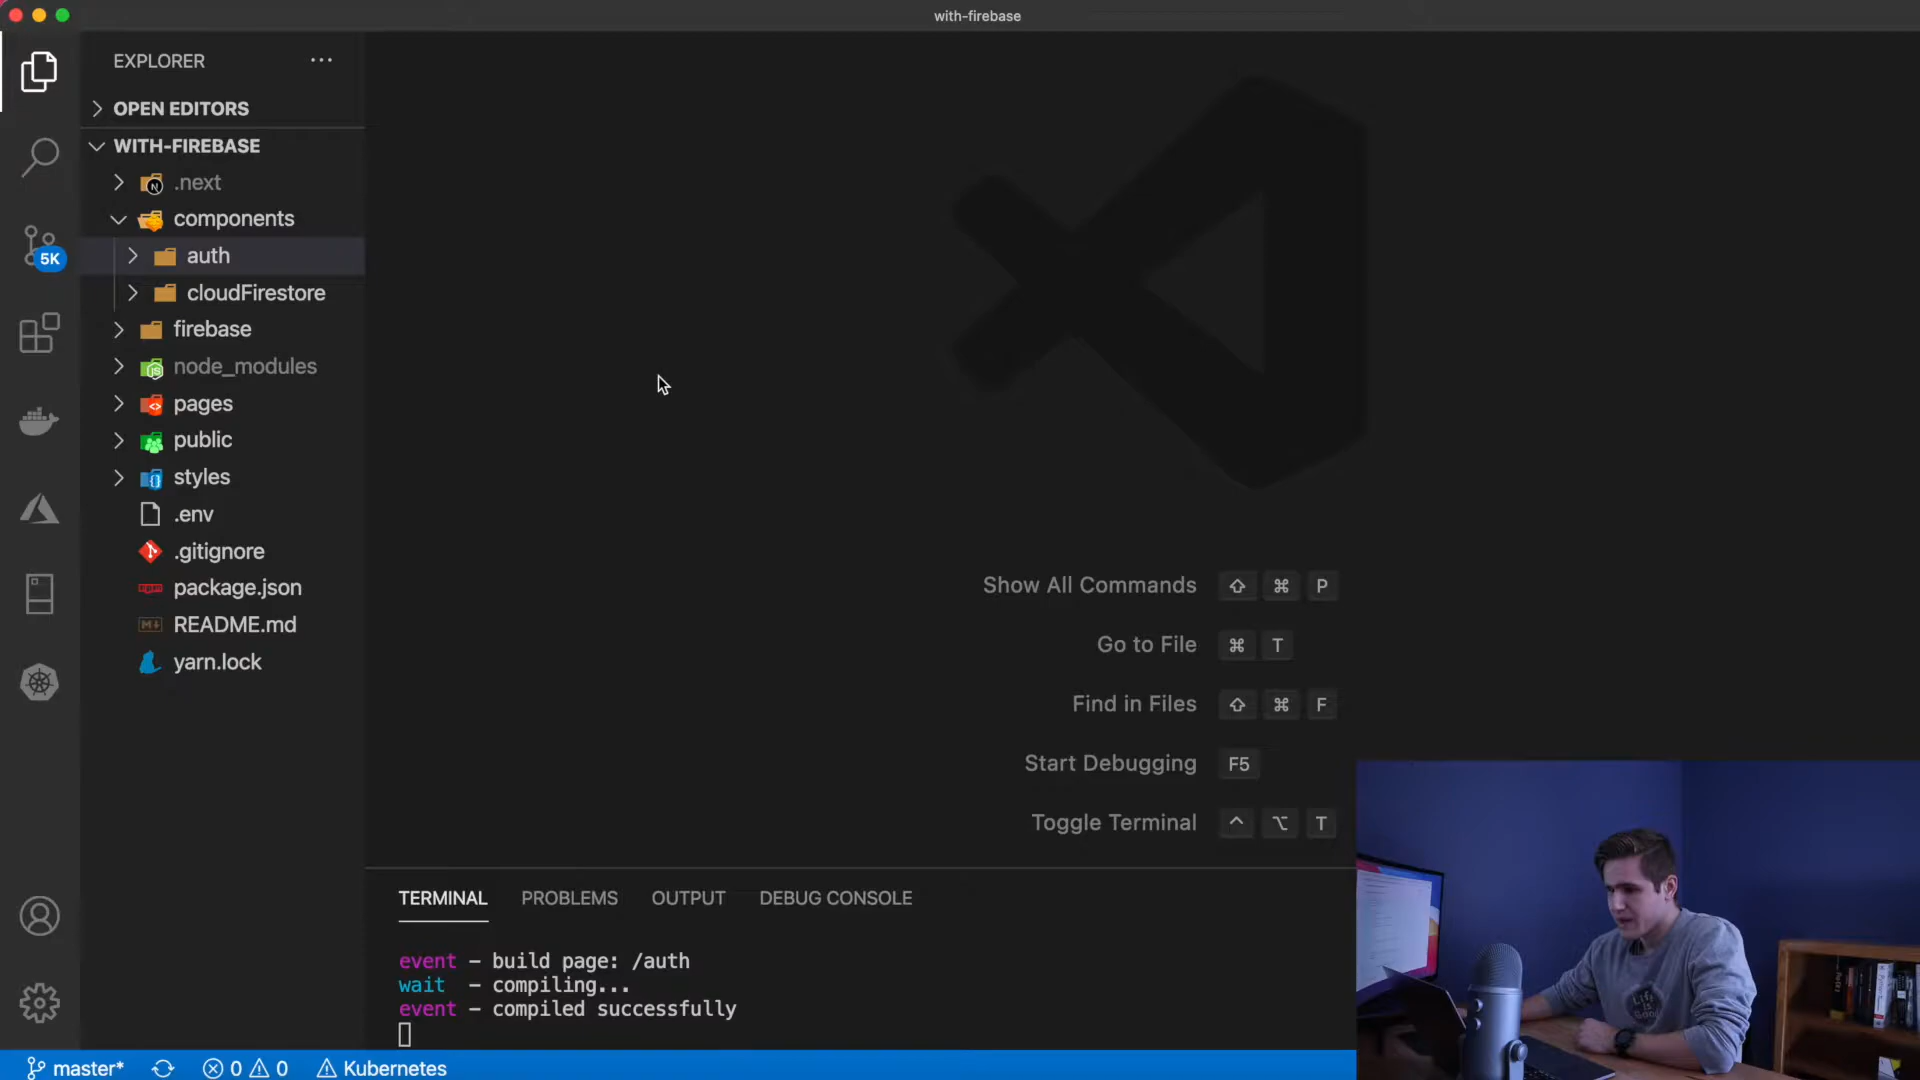 with-firebase
EXPLORER
OPEN EDITORS
WITH-FIREBASE
.next
components
auth
cloudFirestore
firebase
node_modules
pages
public
styles
.env
.gitignore
package.json
README.md
yarn.lock
5K
Show All Commands ⇧ ⌘ P
Go to File ⌘ T
Find in Files ⇧ ⌘ F
Start Debugging F5
Toggle Terminal ^ ⌥ T
TERMINAL PROBLEMS OUTPUT DEBUG CONSOLE
event - build page: /auth
wait - compiling...
event - compiled successfully
Life is Good
master* 0 0 Kubernetes